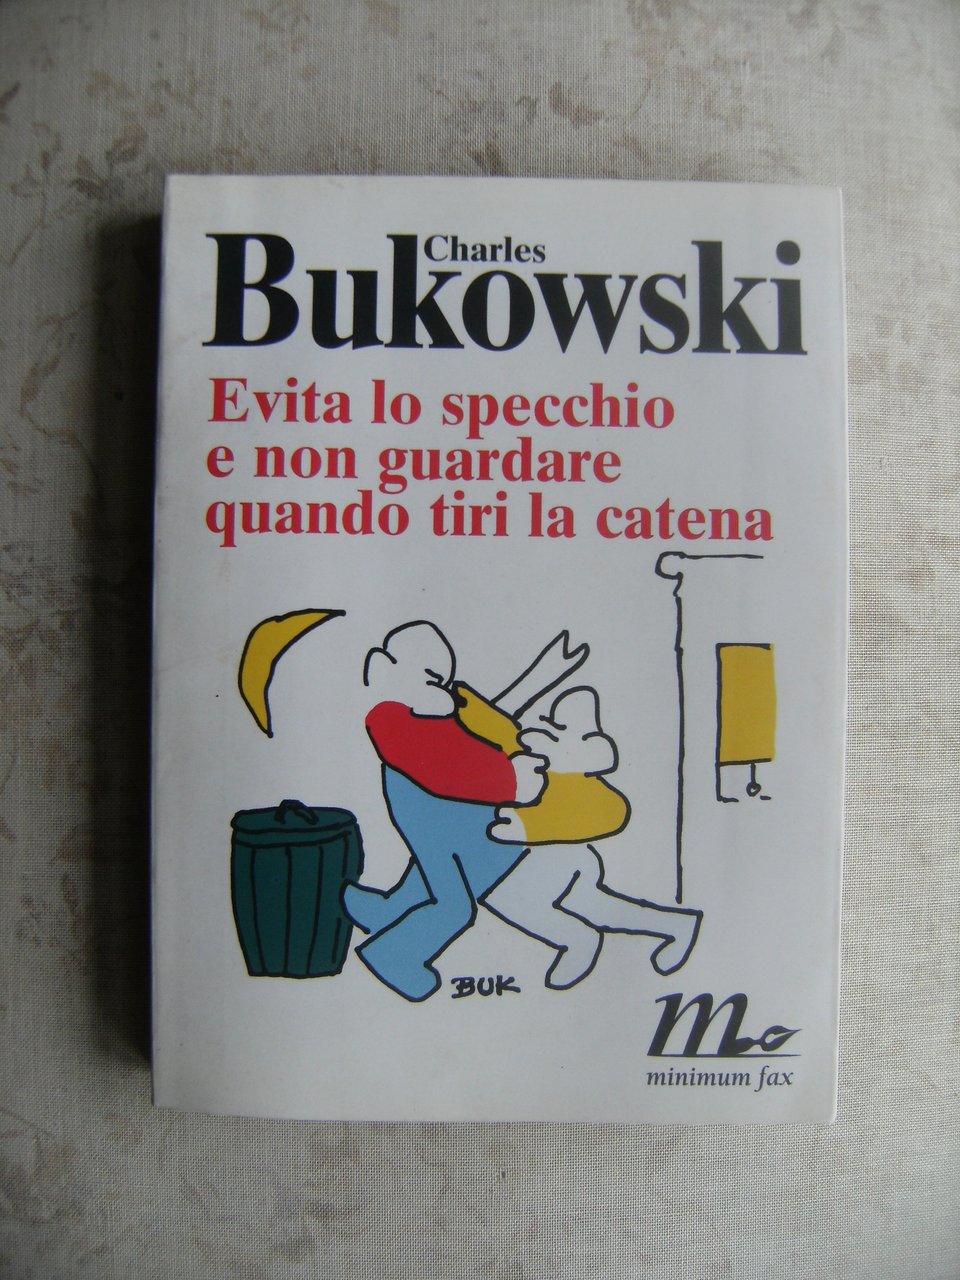 Charles
Bukowski
Evita lo specchio
e non guardare
quando tiri la catena
BUK
m
minimum fax